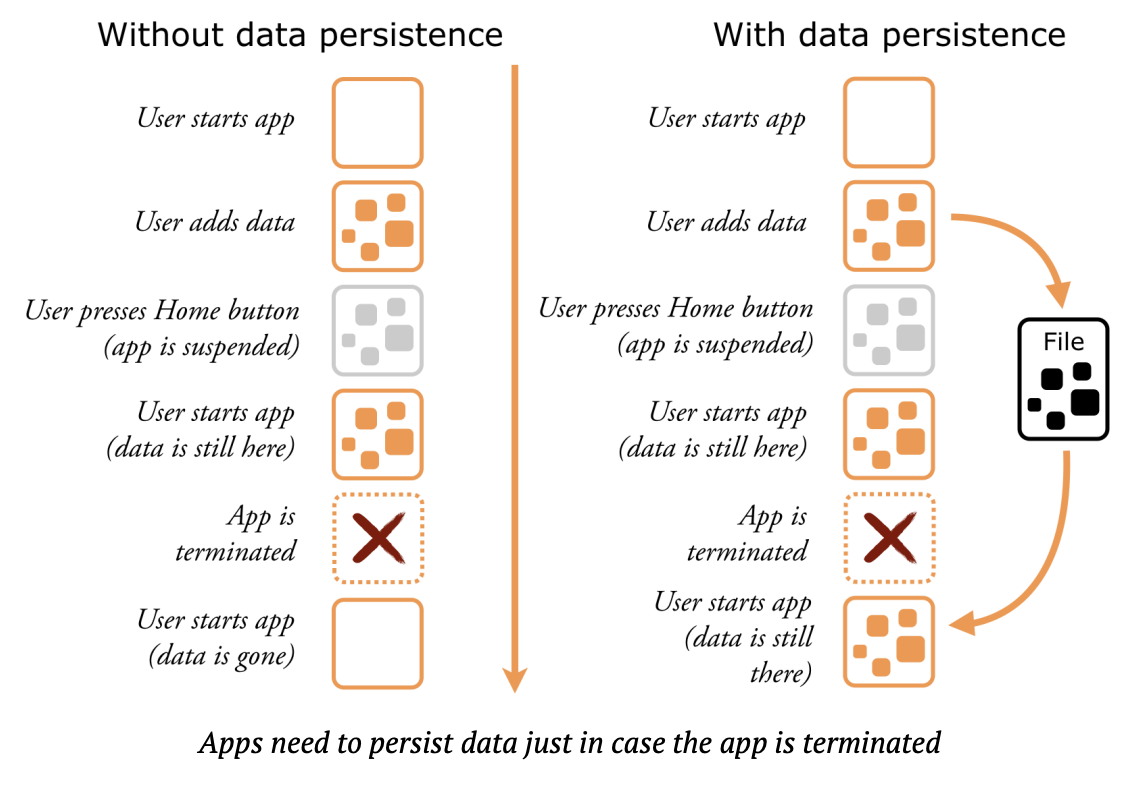 Without data persistence
User starts app
User adds data
User presses Home button
(app is suspended)
User starts app
(data is still here)
App is
terminated
User starts app
(data is gone)
With data persistence
User starts app
User adds data
User presses Home button
(app is suspended)
User starts app
(data is still here)
App is
terminated
User starts app
(data is still
there)
File
Apps need to persist data just in case the app is terminated